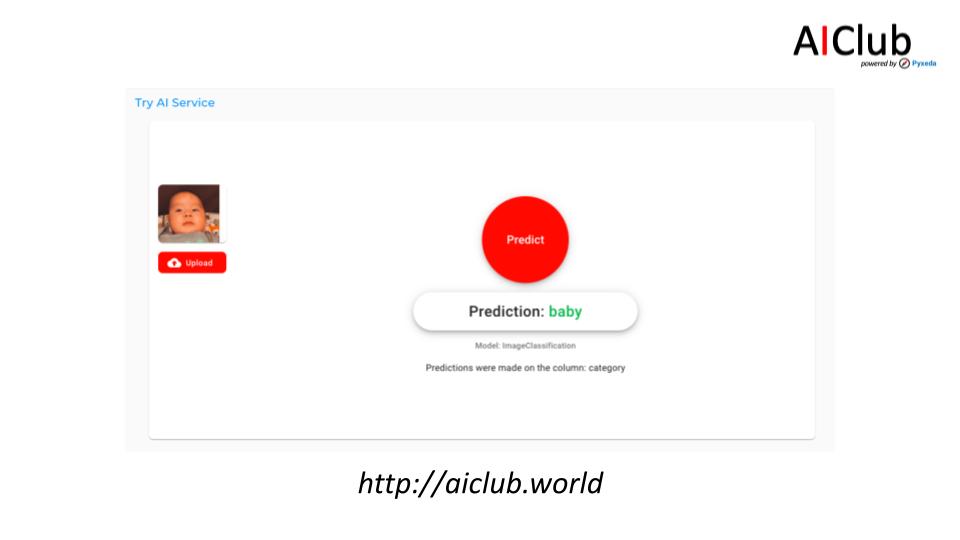 AIClub
powered by Pyxeda
Try AI Service
Upload
Predict
Prediction: baby
Model: ImageClassification
Predictions were made on the column: category
http://aiclub.world